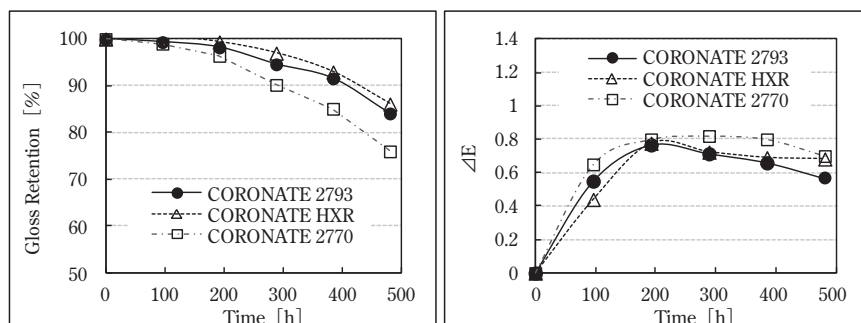 Gloss Retention [%]
100
90
80
70
60
50
CORONATE 2793
CORONATE HXR
CORONATE 2770
0 100 200 300 400 500
Time [h]
⊿E
1.4
1.2
1
0.8
0.6
0.4
0.2
0
CORONATE 2793
CORONATE HXR
CORONATE 2770
0 100 200 300 400 500
Time [h]